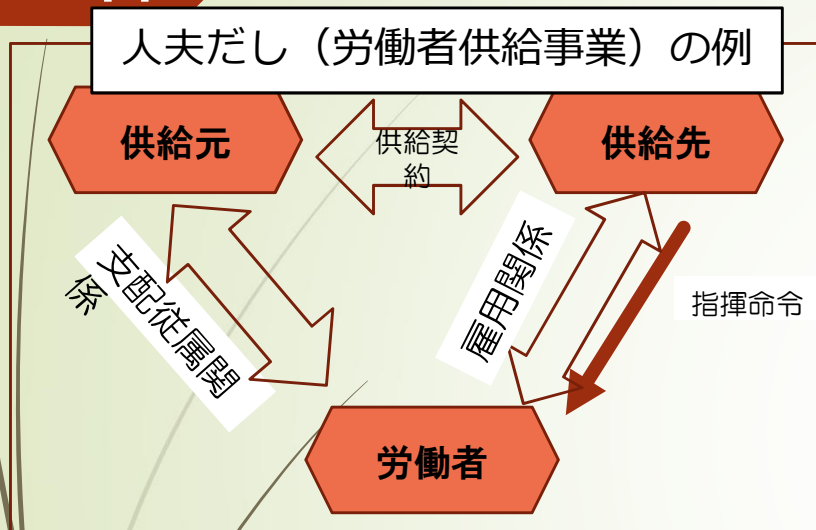 人夫だし（労働者供給事業）の例
供給元
供給契
約
供給先
支配従属関
係
雇用関係
指揮命令
労働者